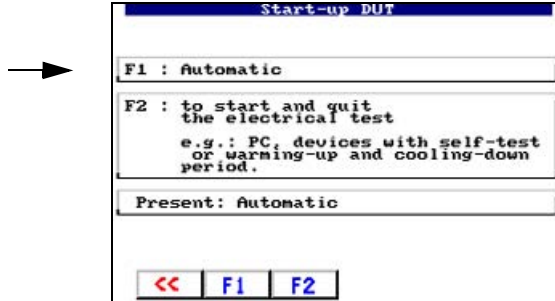 Start-up DUT
F1 : Automatic
F2 : to start and quit
the electrical test
e.g.: PC, devices with self-test
or warming-up and cooling-down
period.
Present: Automatic
<< F1 F2